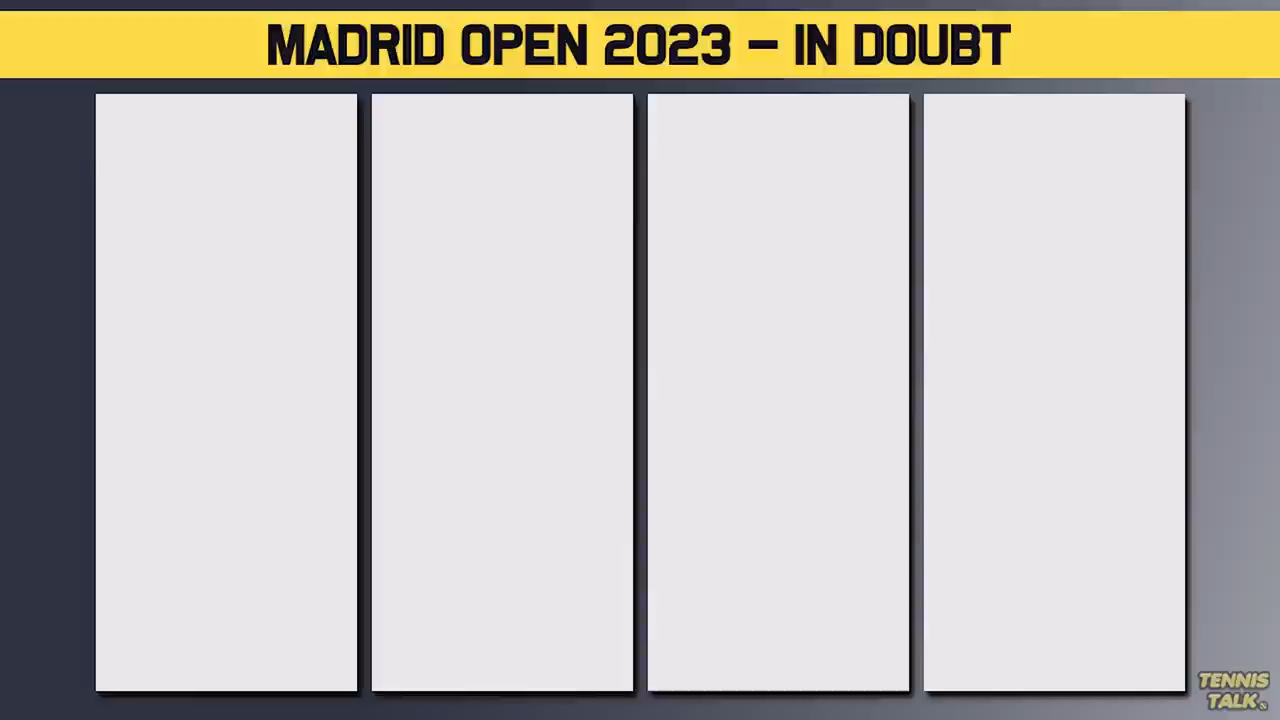 MADRID OPEN 2023 – IN DOUBT
TENNIS
TALK